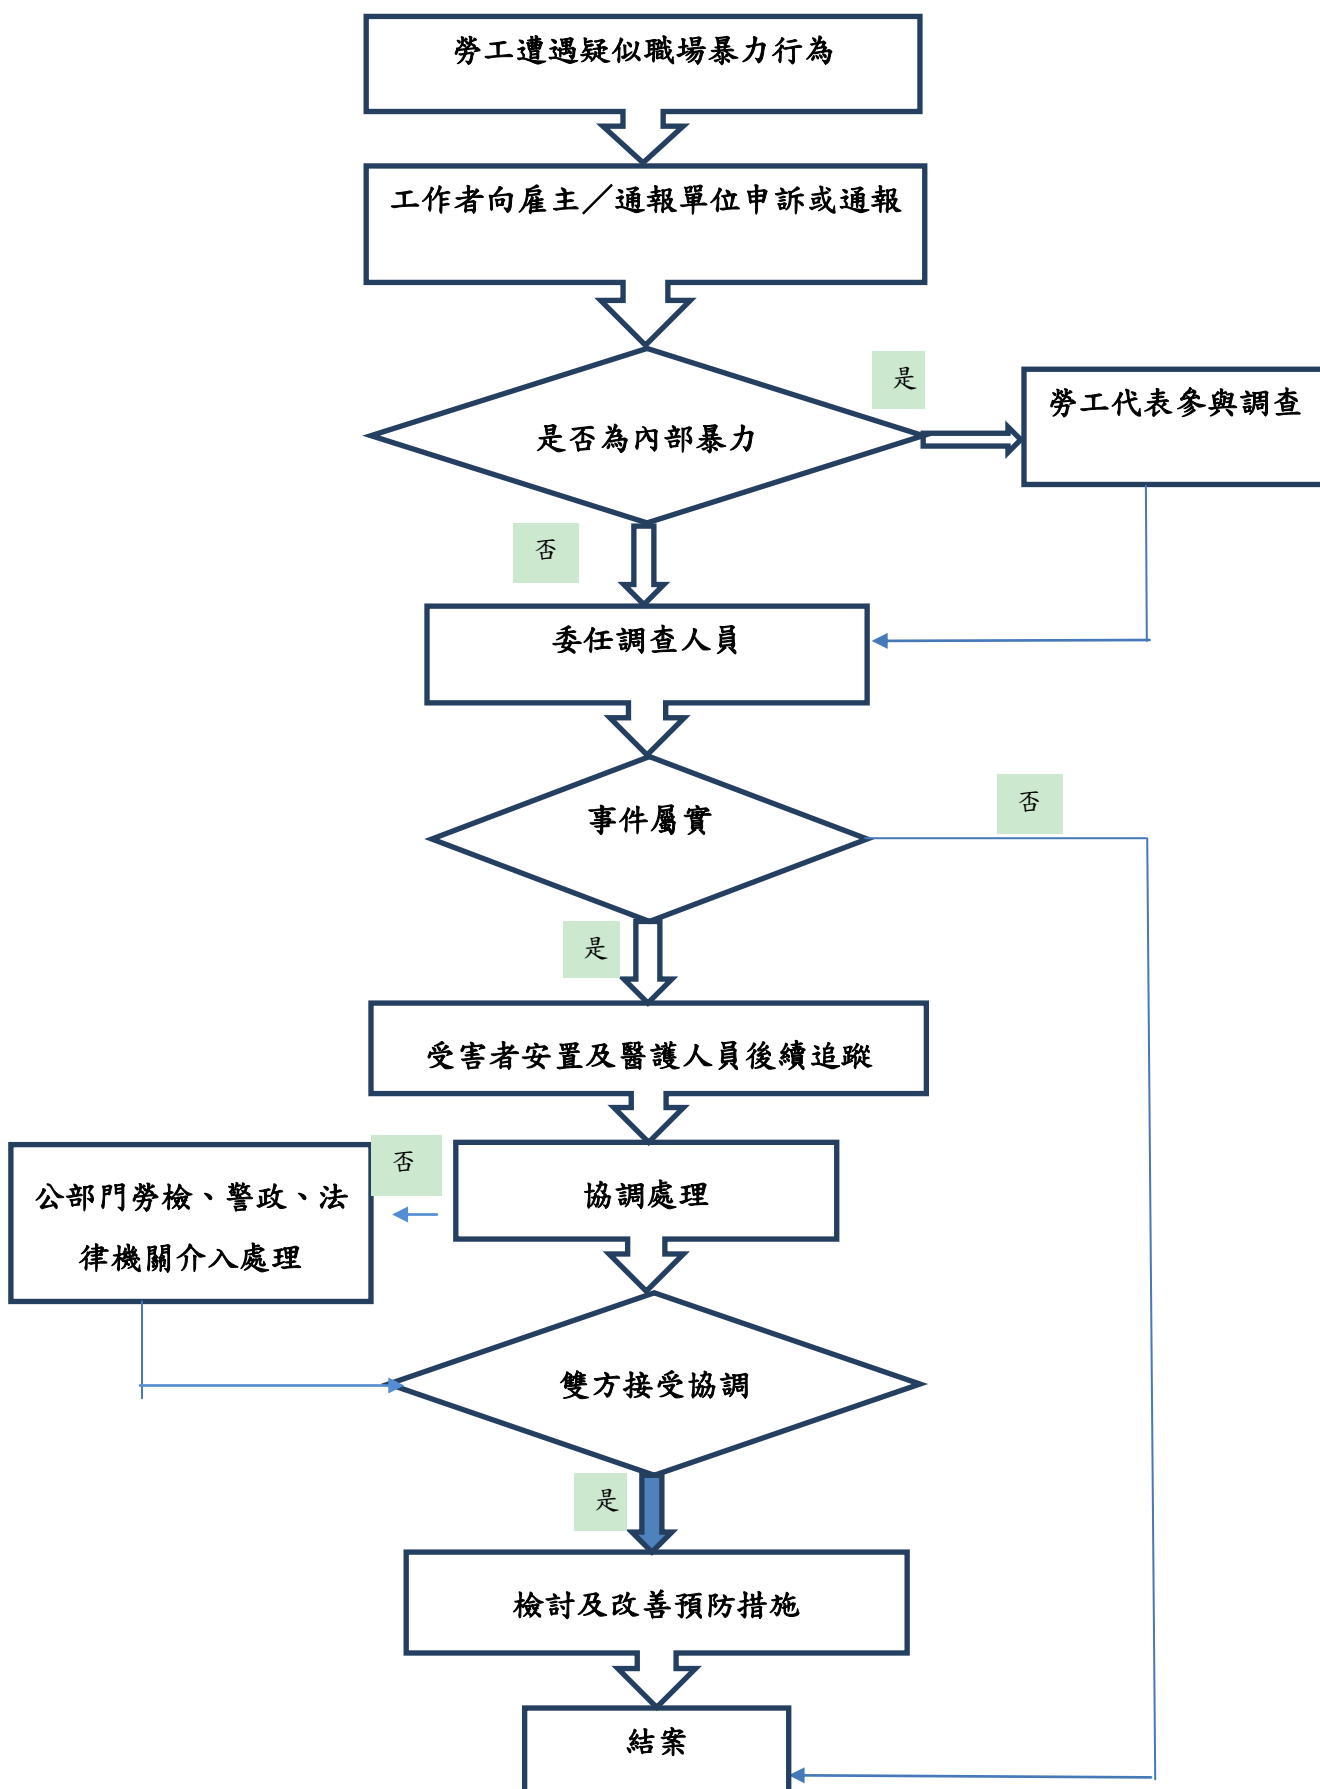 勞工遭遇疑似職場暴力行為
工作者向雇主／通報單位申訴或通報
是
勞工代表參與調查
是否為內部暴力
否
委任調查人員
事件屬實
否
是
受害者安置及醫護人員後續追蹤
否
公部門勞檢、警政、法
律機關介入處理
協調處理
雙方接受協調
是
檢討及改善預防措施
結案